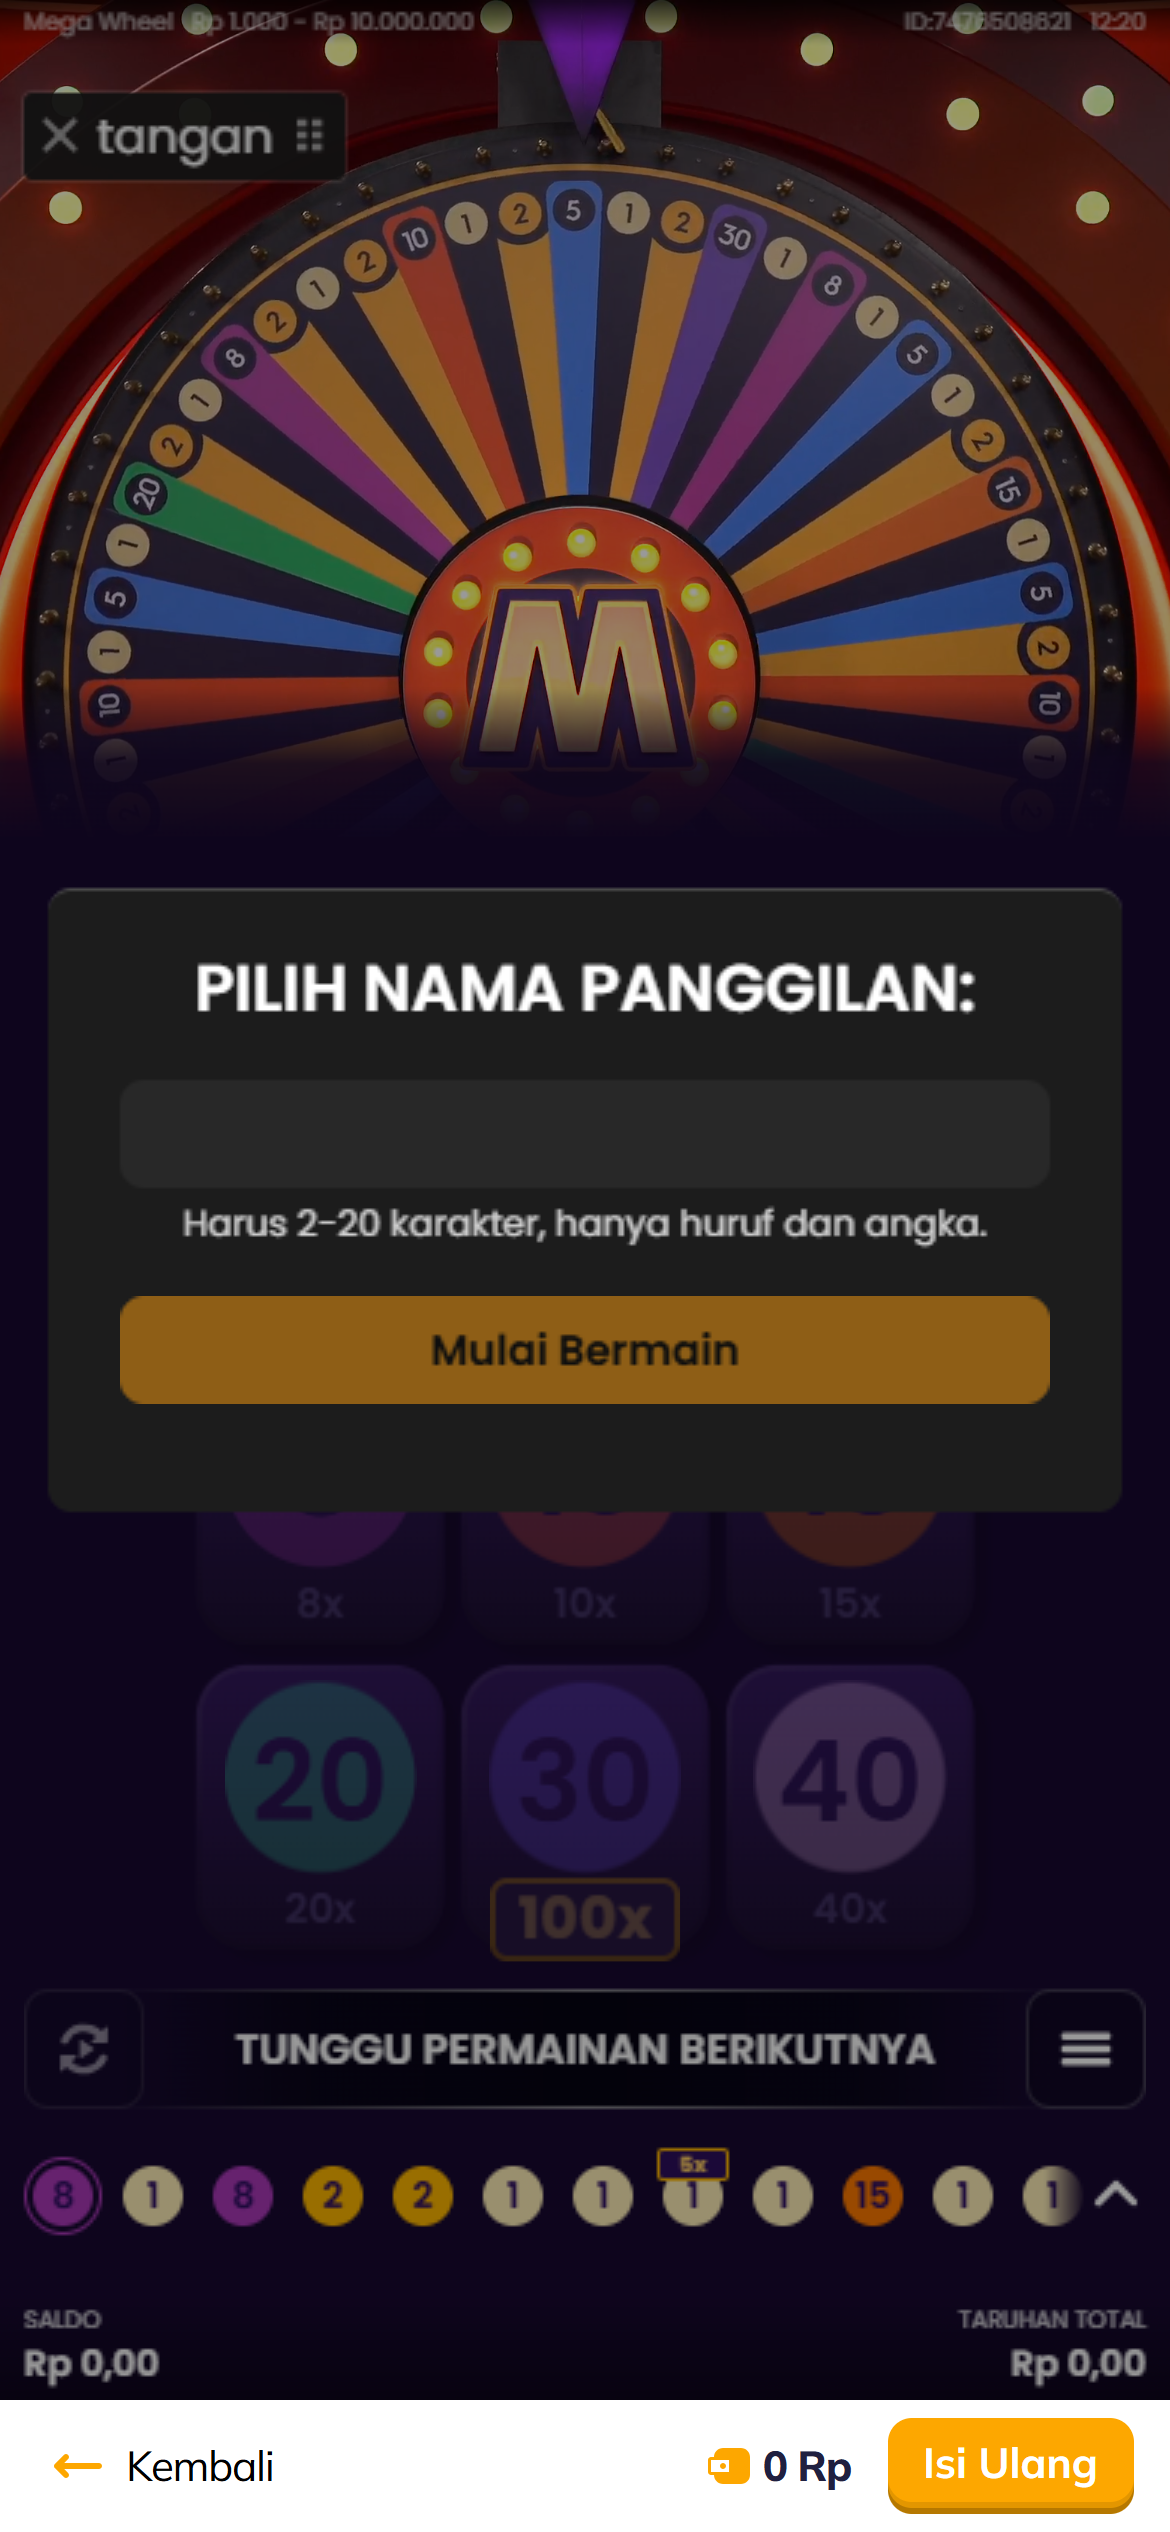 Mega Wheel Rp 1.000 - Rp 10.000.000 ID:7476508621 12:20
tangan
10 1 2 5 1 2 30 1 8 1 5 1 2 15 1 5 2 10 1
2 1 2 8 1 2 20 1 5 1 10 1
M
PILIH NAMA PANGGILAN:
Harus 2-20 karakter, hanya huruf dan angka.
Mulai Bermain
8x 10x 15x
20 30 40
20x 100x 40x
TUNGGU PERMAINAN BERIKUTNYA
5x
8 1 8 2 2 1 1 1 1 15 1 1
SALDO TARUHAN TOTAL
Rp 0,00 Rp 0,00
Kembali 0 Rp Isi Ulang